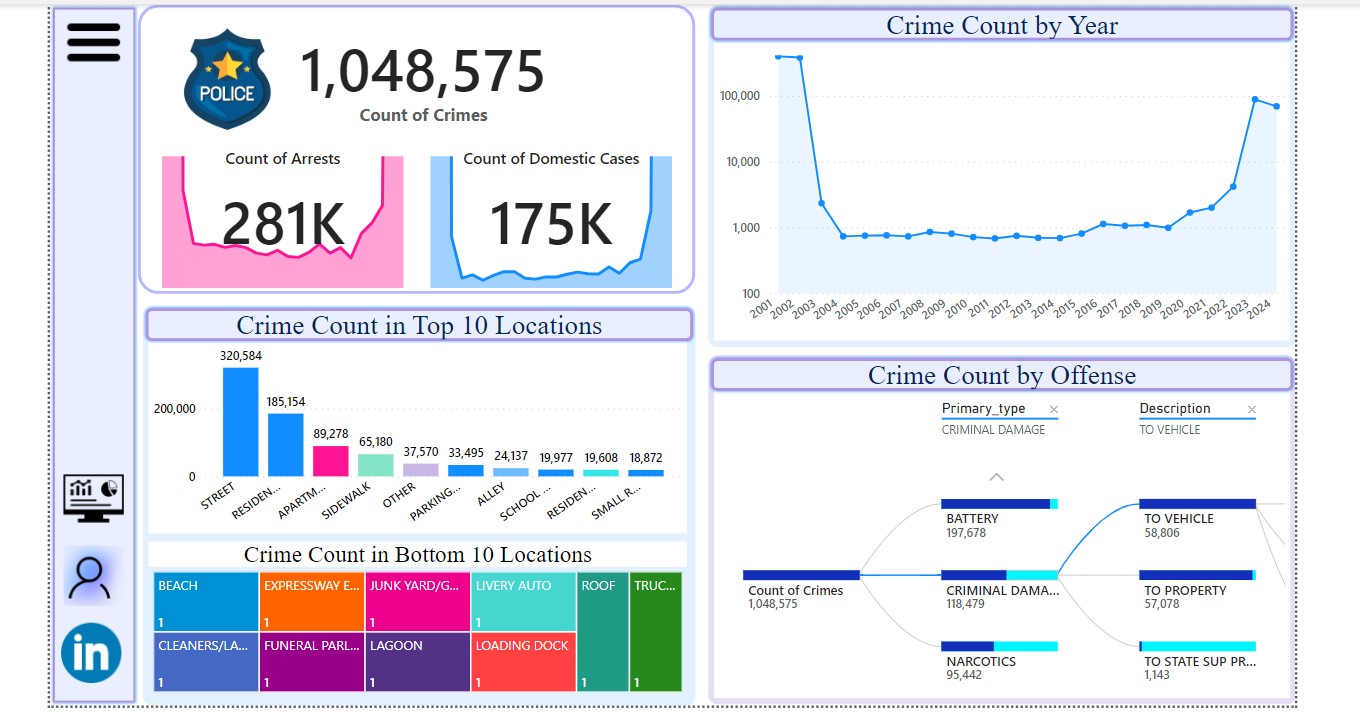 POLICE
1,048,575
Count of Crimes
Count of Arrests
281K
Count of Domestic Cases
175K
Crime Count by Year
100,000
10,000
1,000
100
2001 2002 2003 2004 2005 2006 2007 2008 2009 2010 2011 2012 2013 2014 2015 2016 2017 2018 2019 2020 2021 2022 2023 2024
Crime Count in Top 10 Locations
320,584
185,154
89,278
65,180
37,570
33,495
24,137
19,977
19,608
18,872
200,000
0
STREET
RESIDEN...
APARTM...
SIDEWALK
OTHER
PARKING...
ALLEY
SCHOOL ...
RESIDEN...
SMALL R...
Crime Count in Bottom 10 Locations
BEACH
1
EXPRESSWAY E...
1
JUNK YARD/G...
1
LIVERY AUTO
1
ROOF
1
TRUC...
1
CLEANERS/LA...
1
FUNERAL PARL...
1
LAGOON
1
LOADING DOCK
1
Crime Count by Offense
Primary_type
CRIMINAL DAMAGE
Description
TO VEHICLE
Count of Crimes
1,048,575
BATTERY
197,678
CRIMINAL DAMA...
118,479
NARCOTICS
95,442
TO VEHICLE
58,806
TO PROPERTY
57,078
TO STATE SUP PR...
1,143
in